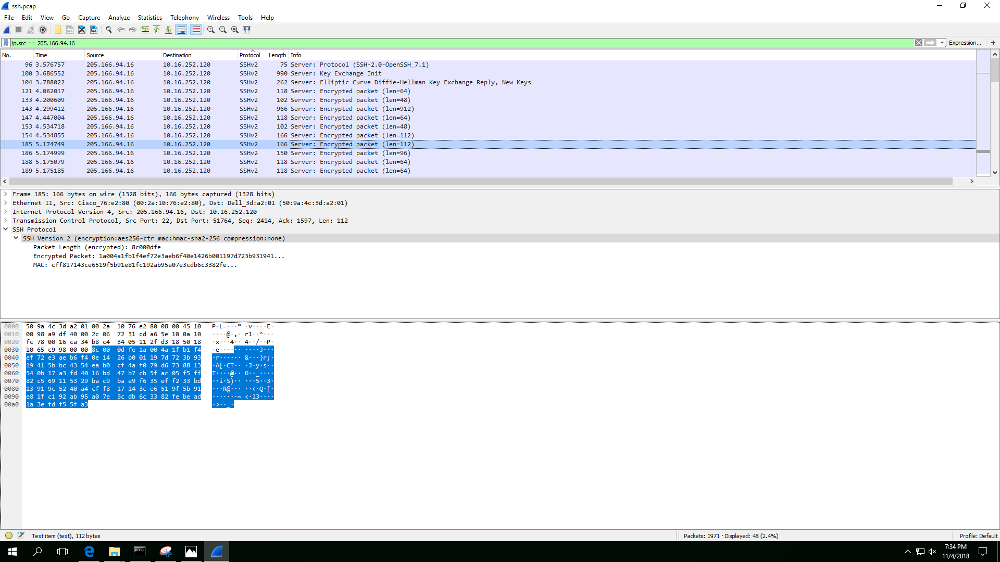 ssh.pcap
File Edit View Go Capture Analyze Statistics Telephony Wireless Tools Help
ip.src == 205.166.94.16 Expression... +
No. Time Source Destination Protocol Length Info
96 3.576757 205.166.94.16 10.16.252.120 SSHv2 75 Server: Protocol (SSH-2.0-OpenSSH_7.1)
100 3.686552 205.166.94.16 10.16.252.120 SSHv2 990 Server: Key Exchange Init
104 3.788022 205.166.94.16 10.16.252.120 SSHv2 262 Server: Elliptic Curve Diffie-Hellman Key Exchange Reply, New Keys
121 4.082017 205.166.94.16 10.16.252.120 SSHv2 118 Server: Encrypted packet (len=64)
133 4.200609 205.166.94.16 10.16.252.120 SSHv2 102 Server: Encrypted packet (len=48)
143 4.299412 205.166.94.16 10.16.252.120 SSHv2 966 Server: Encrypted packet (len=912)
147 4.447004 205.166.94.16 10.16.252.120 SSHv2 118 Server: Encrypted packet (len=64)
153 4.534718 205.166.94.16 10.16.252.120 SSHv2 102 Server: Encrypted packet (len=48)
154 4.534855 205.166.94.16 10.16.252.120 SSHv2 166 Server: Encrypted packet (len=112)
185 5.174749 205.166.94.16 10.16.252.120 SSHv2 166 Server: Encrypted packet (len=112)
186 5.174999 205.166.94.16 10.16.252.120 SSHv2 150 Server: Encrypted packet (len=96)
188 5.175079 205.166.94.16 10.16.252.120 SSHv2 118 Server: Encrypted packet (len=64)
189 5.175185 205.166.94.16 10.16.252.120 SSHv2 118 Server: Encrypted packet (len=64)
Frame 185: 166 bytes on wire (1328 bits), 166 bytes captured (1328 bits)
Ethernet II, Src: Cisco_76:e2:80 (00:2a:10:76:e2:80), Dst: Dell_3d:a2:01 (50:9a:4c:3d:a2:01)
Internet Protocol Version 4, Src: 205.166.94.16, Dst: 10.16.252.120
Transmission Control Protocol, Src Port: 22, Dst Port: 51764, Seq: 2414, Ack: 1597, Len: 112
SSH Protocol
SSH Version 2 (encryption:aes256-ctr mac:hmac-sha2-256 compression:none)
Packet Length (encrypted): 8c000dfe
Encrypted Packet: 1a004a1fb1f4ef72e3aeb6f40e1426b001197d723b931941...
MAC: cff817143ce6519f5b91e81fc192ab95a07e3cdb6c3382fe...
0000 50 9a 4c 3d a2 01 00 2a 10 76 e2 80 08 00 45 10 P·L=···* ·v····E·
0010 00 98 a9 df 40 00 2c 06 72 31 cd a6 5e 10 0a 10 ····@·,· r1··^···
0020 fc 78 00 16 ca 34 b8 c4 34 05 11 2f d3 18 50 18 ·x···4·· 4··/··P·
0030 10 65 c9 98 00 00 8c 00 0d fe 1a 00 4a 1f b1 f4 ·e······ ····J···
0040 ef 72 e3 ae b6 f4 0e 14 26 b0 01 19 7d 72 3b 93 ·r······ &···}r;·
0050 19 41 5b bc 43 54 ea b0 cf 4a f0 79 d6 73 88 13 ·A[·CT·· ·J·y·s··
0060 54 0b 17 a3 fd 40 16 bd 47 b7 cb 5f ac 05 f5 ff T····@·· G··_····
0070 82 c5 69 11 53 29 ba c9 ba e9 f6 35 ef f2 33 bd ··i·S)·· ···5··3·
0080 13 91 9c 52 40 a4 cf f8 17 14 3c e6 51 9f 5b 91 ···R@··· ··<·Q·[·
0090 e8 1f c1 92 ab 95 a0 7e 3c db 6c 33 82 fe be ad ·······~ <·l3····
00a0 1a 3e fd f5 5f a3 ·>··_·
Text item (text), 112 bytes Packets: 1971 · Displayed: 48 (2.4%) Profile: Default
7:34 PM
11/4/2018